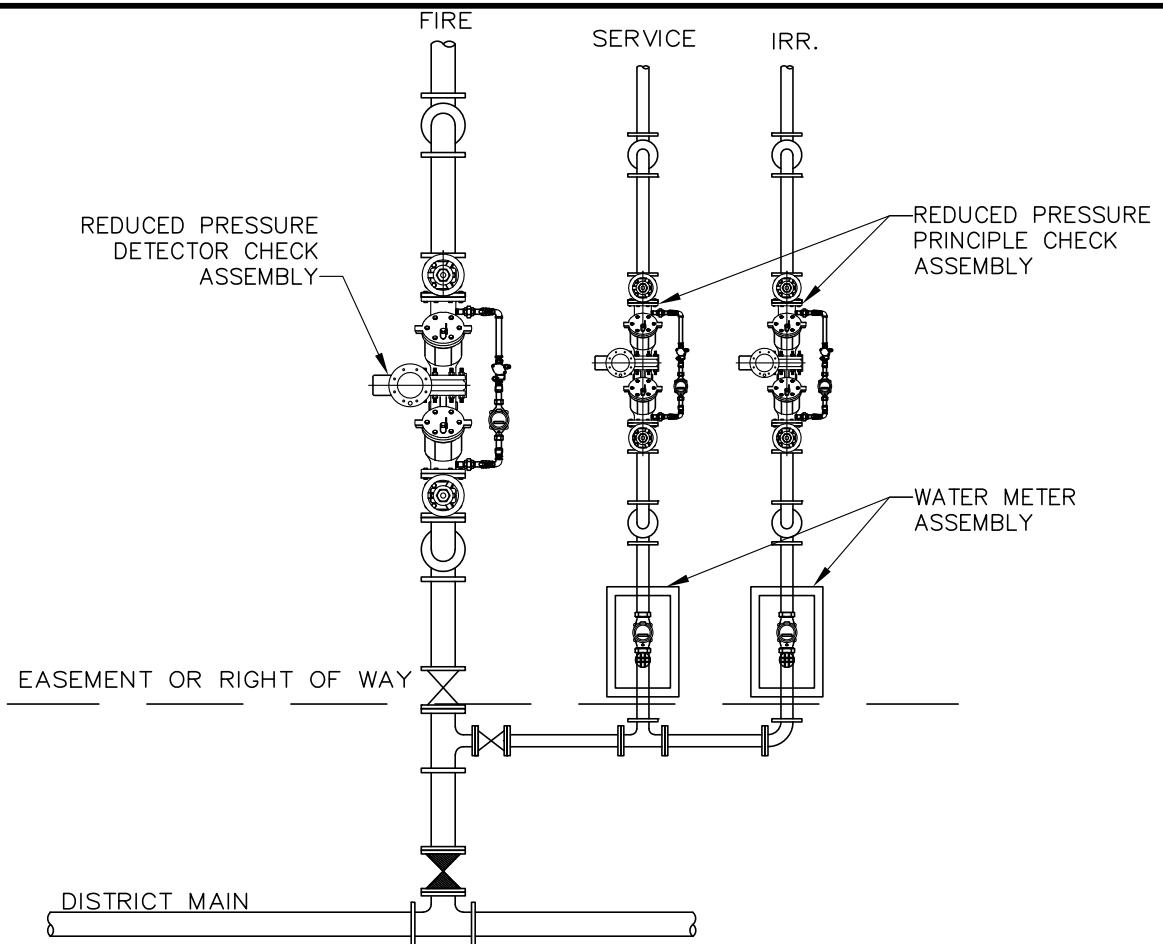 FIRE
SERVICE
IRR.
REDUCED PRESSURE
DETECTOR CHECK
ASSEMBLY
REDUCED PRESSURE
PRINCIPLE CHECK
ASSEMBLY
WATER METER
ASSEMBLY
EASEMENT OR RIGHT OF WAY
DISTRICT MAIN